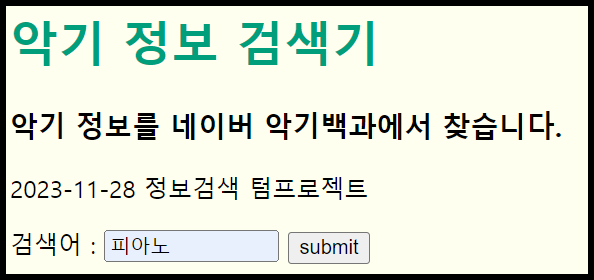 악기 정보 검색기
악기 정보를 네이버 악기백과에서 찾습니다.
2023-11-28 정보검색 텀프로젝트
검색어 : 피아노 submit